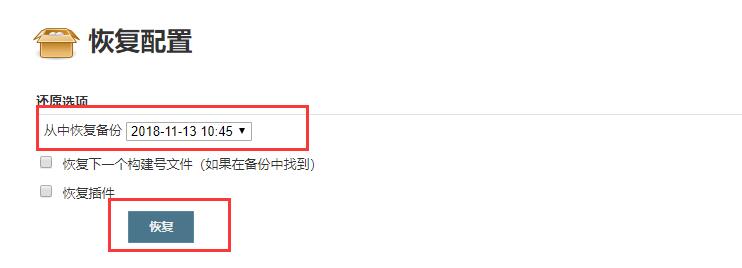 恢复配置
还原选项
从中恢复备份 2018-11-13 10:45
恢复下一个构建号文件（如果在备份中找到）
恢复插件
恢复